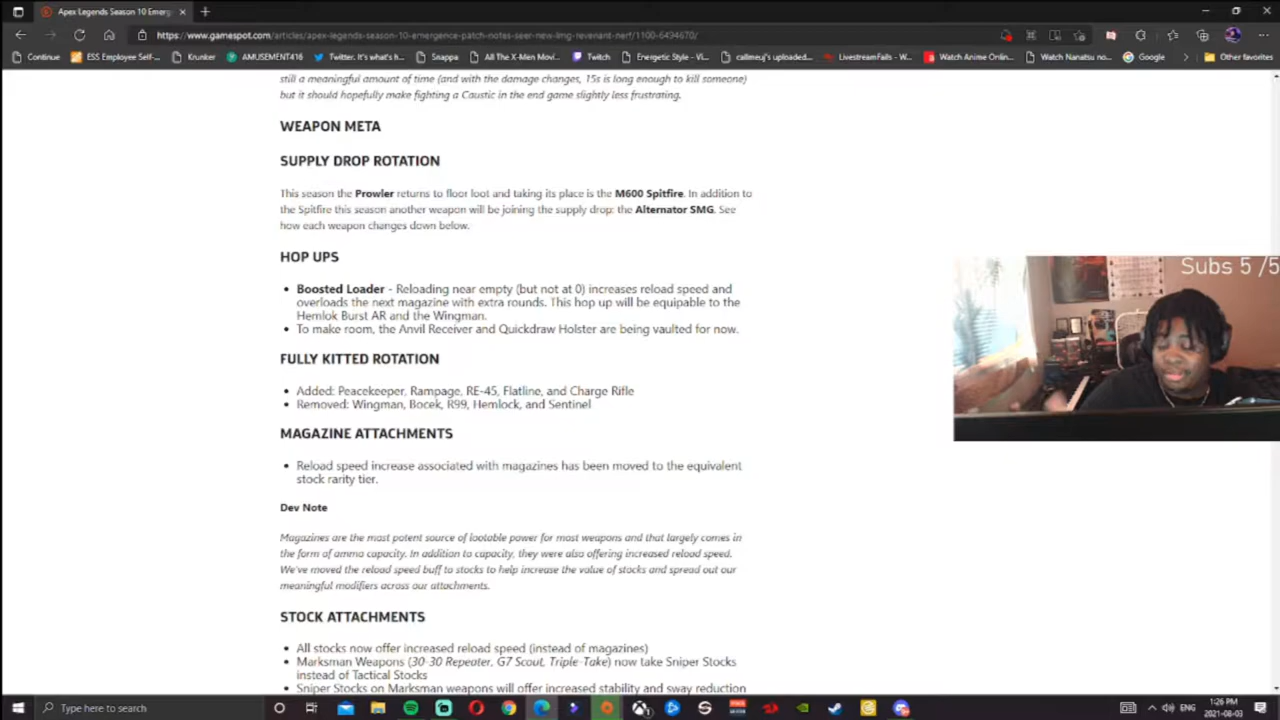 Apex Legends Season 10 Emerg
https://www.gamespot.com/articles/apex-legends-season-10-emergence-patch-notes-seer-new-lmg-revenant-nerf/1100-6494670/
Continue ESS Employee Self-... Krunker AMUSEMENT416 Twitter. It's what's h... Snappa All The X-Men Movi... Twitch Energetic Style - Vi... callmeuj's uploaded... LivestreamFails - W... Watch Anime Onlin... Watch Nanatsu no... Google Other favorites
still a meaningful amount of time (and with the damage changes, 15s is long enough to kill someone)
but it should hopefully make fighting a Caustic in the end game slightly less frustrating.
WEAPON META
SUPPLY DROP ROTATION
This season the Prowler returns to floor loot and taking its place is the M600 Spitfire. In addition to
the Spitfire this season another weapon will be joining the supply drop: the Alternator SMG. See
how each weapon changes down below.
HOP UPS
• Boosted Loader - Reloading near empty (but not at 0) increases reload speed and
overloads the next magazine with extra rounds. This hop up will be equipable to the
Hemlok Burst AR and the Wingman.
• To make room, the Anvil Receiver and Quickdraw Holster are being vaulted for now.
FULLY KITTED ROTATION
• Added: Peacekeeper, Rampage, RE-45, Flatline, and Charge Rifle
• Removed: Wingman, Bocek, R99, Hemlock, and Sentinel
MAGAZINE ATTACHMENTS
• Reload speed increase associated with magazines has been moved to the equivalent
stock rarity tier.
Dev Note
Magazines are the most potent source of lootable power for most weapons and that largely comes in
the form of ammo capacity. In addition to capacity, they were also offering increased reload speed.
We've moved the reload speed buff to stocks to help increase the value of stocks and spread out our
meaningful modifiers across our attachments.
STOCK ATTACHMENTS
• All stocks now offer increased reload speed (instead of magazines)
• Marksman Weapons (30-30 Repeater, G7 Scout, Triple-Take) now take Sniper Stocks
instead of Tactical Stocks
• Sniper Stocks on Marksman weapons will offer increased stability and sway reduction
Subs 5 /5
Type here to search
1:26 PM
2021-08-03